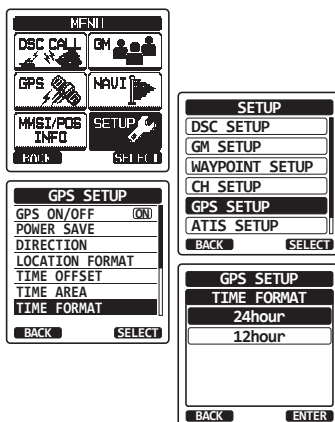 MENU
DSC CALL
GM
GPS
NAVI
MMSI/POS
INFO
SETUP
BACK
SELECT
SETUP
DSC SETUP
GM SETUP
WAYPOINT SETUP
CH SETUP
GPS SETUP
ATIS SETUP
BACK
SELECT
GPS SETUP
GPS ON/OFF ON
POWER SAVE
DIRECTION
LOCATION FORMAT
TIME OFFSET
TIME AREA
TIME FORMAT
BACK
SELECT
GPS SETUP
TIME FORMAT
24hour
12hour
BACK
ENTER